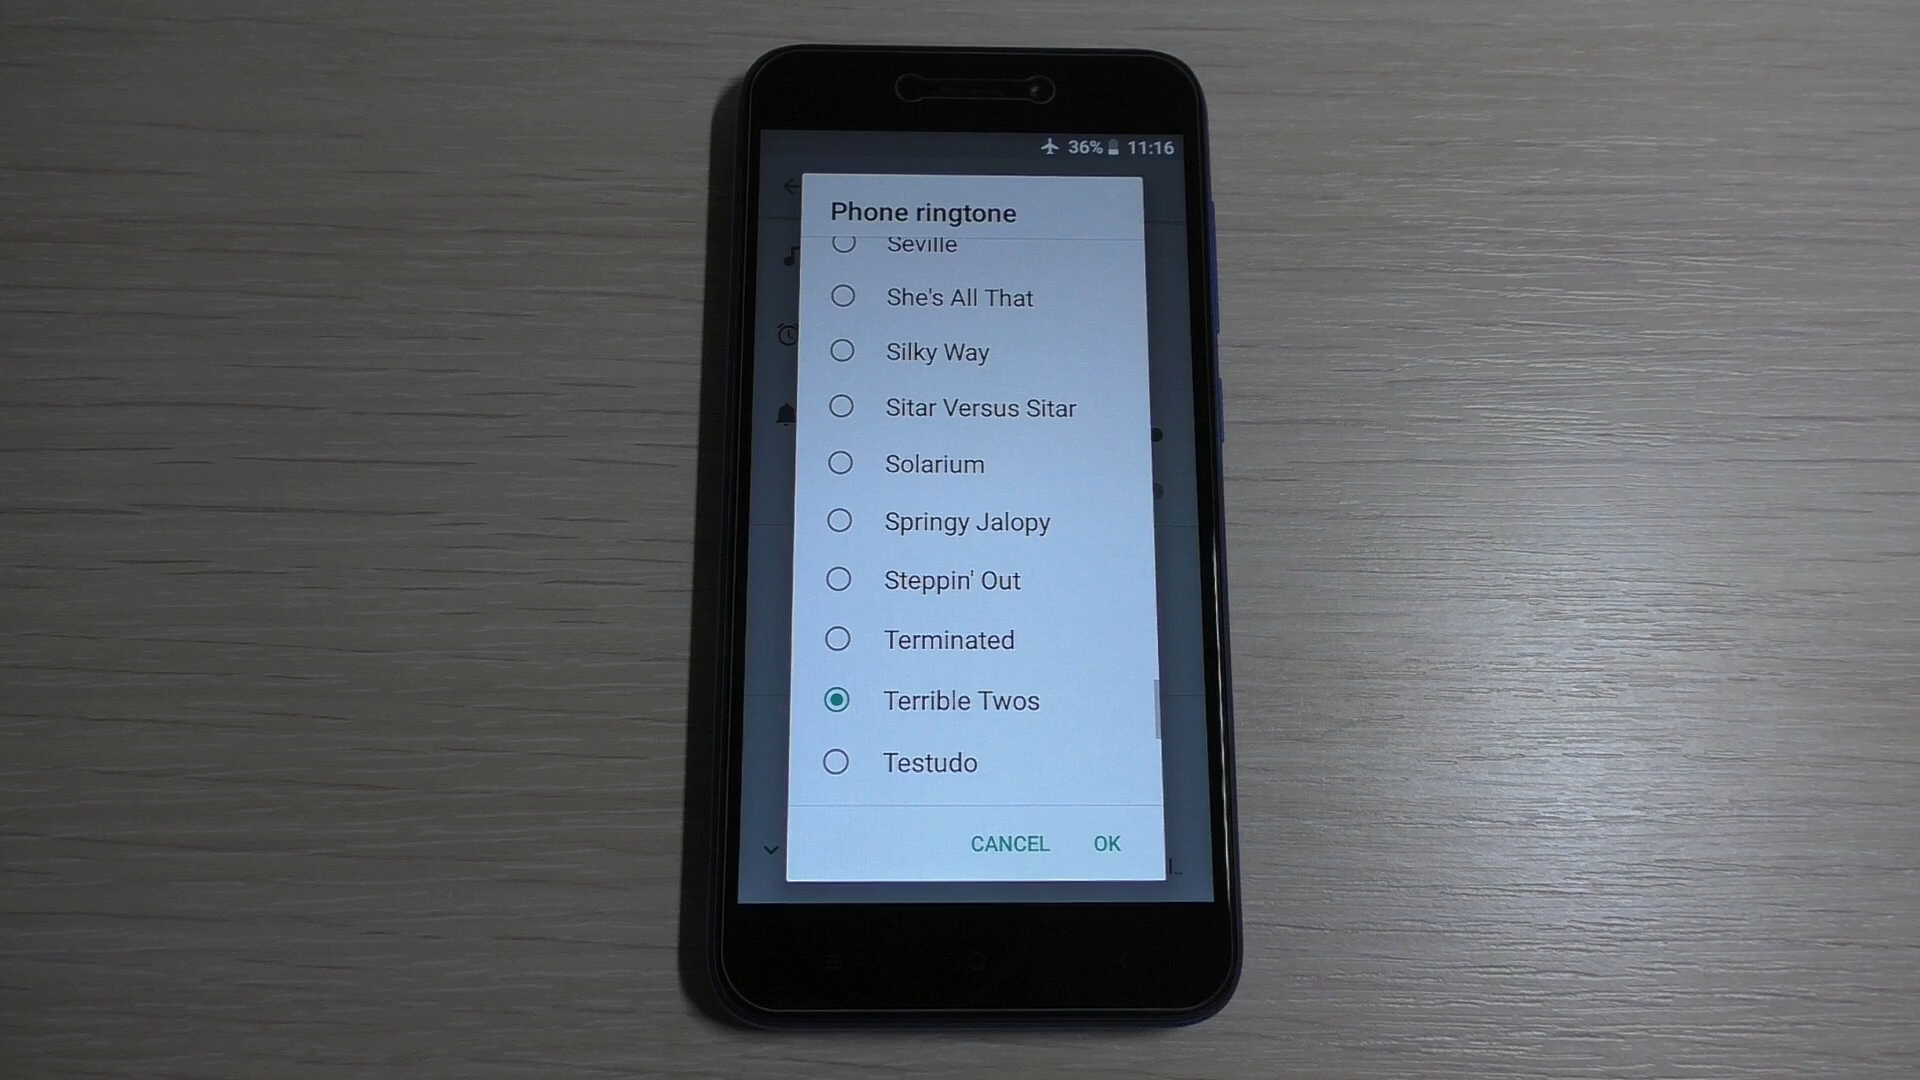 36% 11:16
Phone ringtone
Seville
She's All That
Silky Way
Sitar Versus Sitar
Solarium
Springy Jalopy
Steppin' Out
Terminated
Terrible Twos
Testudo
CANCEL OK